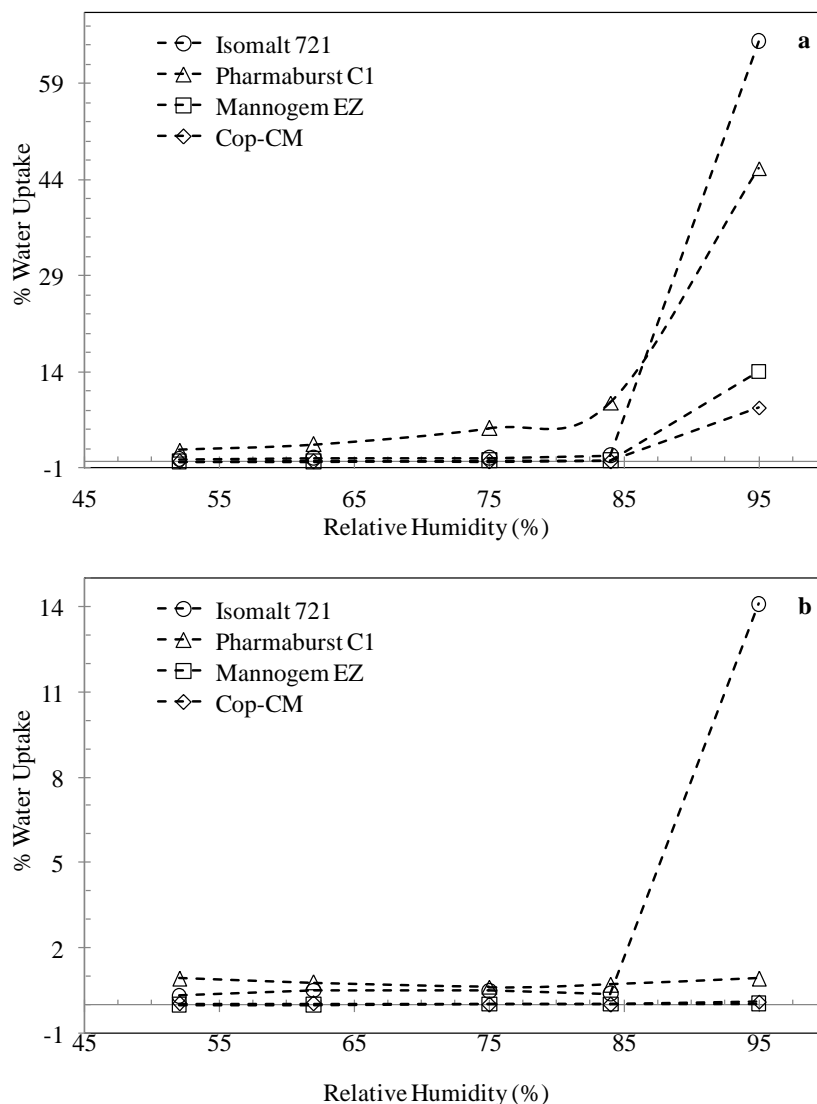 a
Isomalt 721
Pharmaburst C1
Mannogem EZ
Cop-CM
% Water Uptake
59
44
29
14
-1
45 55 65 75 85 95
Relative Humidity (%)
b
Isomalt 721
Pharmaburst C1
Mannogem EZ
Cop-CM
% Water Uptake
14
11
8
5
2
-1
45 55 65 75 85 95
Relative Humidity (%)